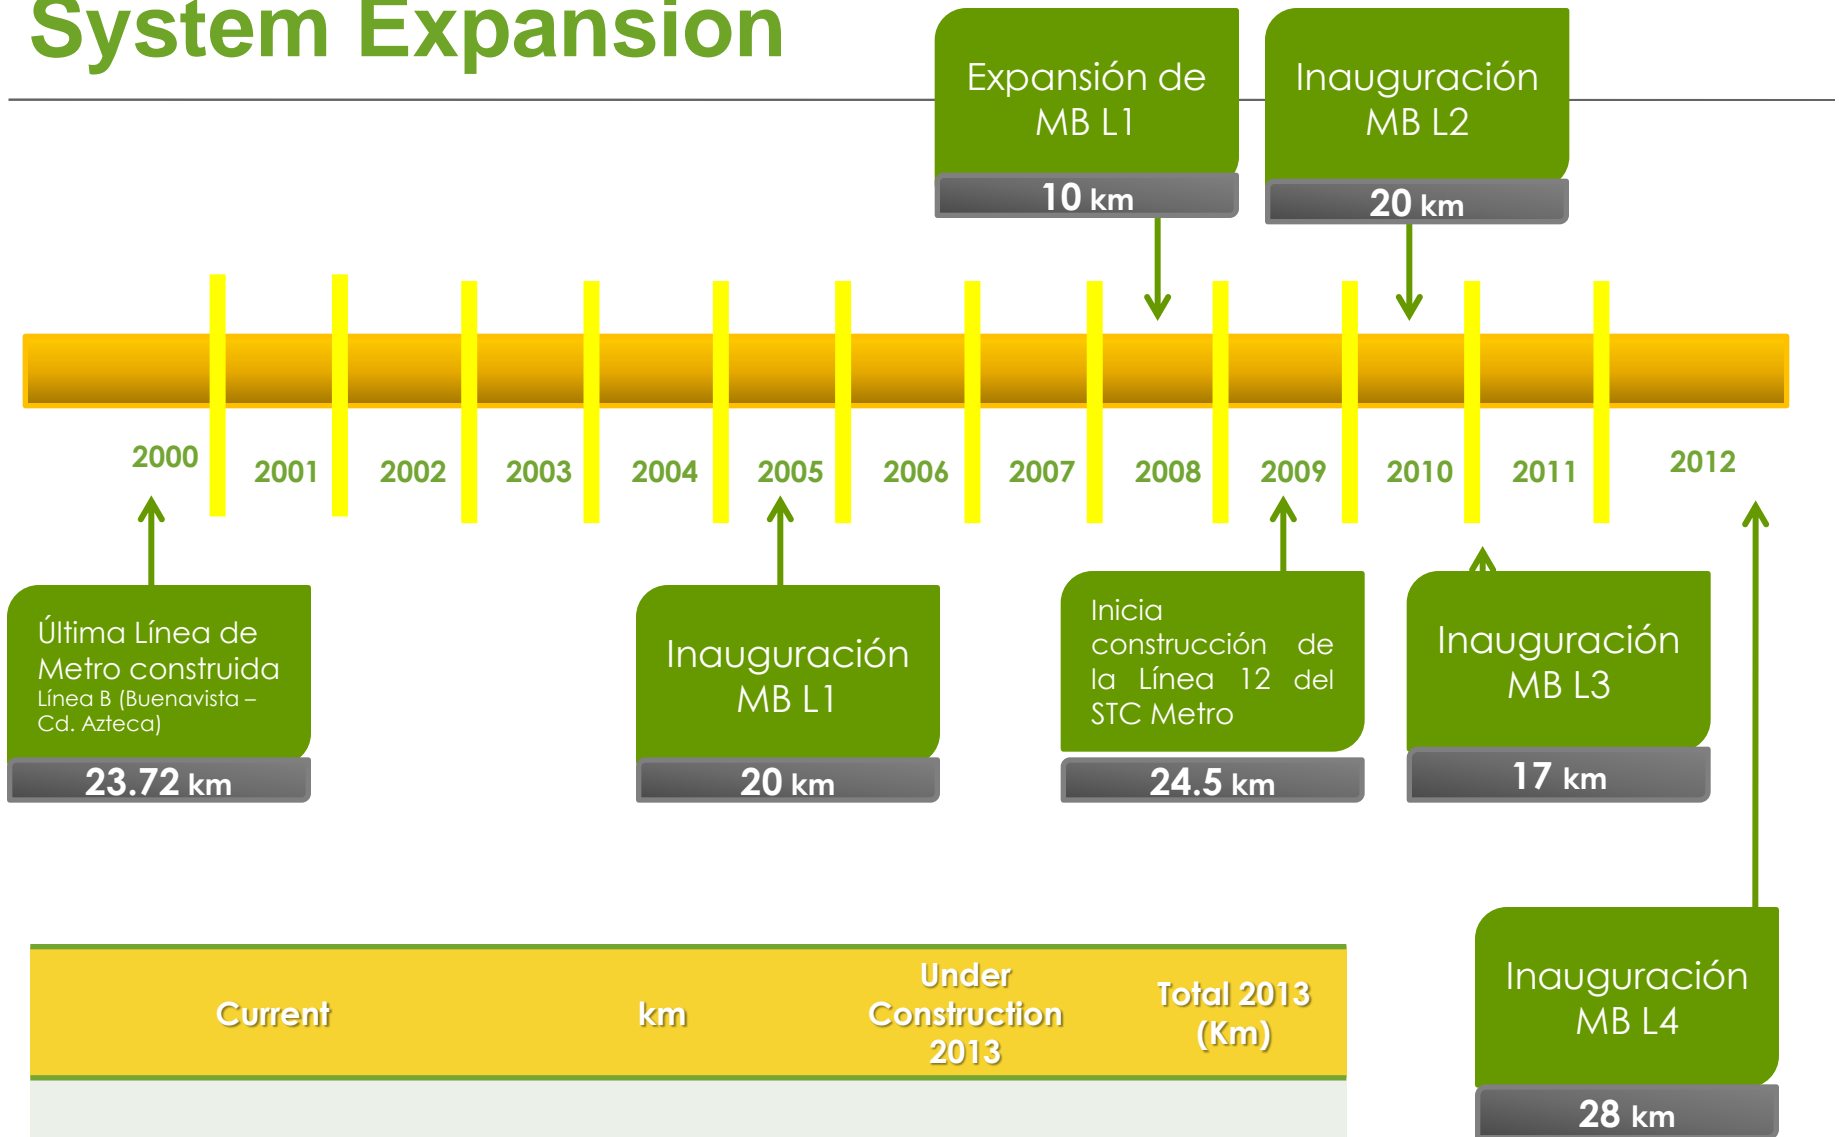 System Expansion
Expansión de
MB L1
10 km
Inauguración
MB L2
20 km
2000
2001
2002
2003
2004
2005
2006
2007
2008
2009
2010
2011
2012
Última Línea de
Metro construida
Línea B (Buenavista –
Cd. Azteca)
23.72 km
Inauguración
MB L1
20 km
Inicia
construcción de
la Línea 12 del
STC Metro
24.5 km
Inauguración
MB L3
17 km
Inauguración
MB L4
28 km
Current
km
Under
Construction
2013
Total 2013
(Km)